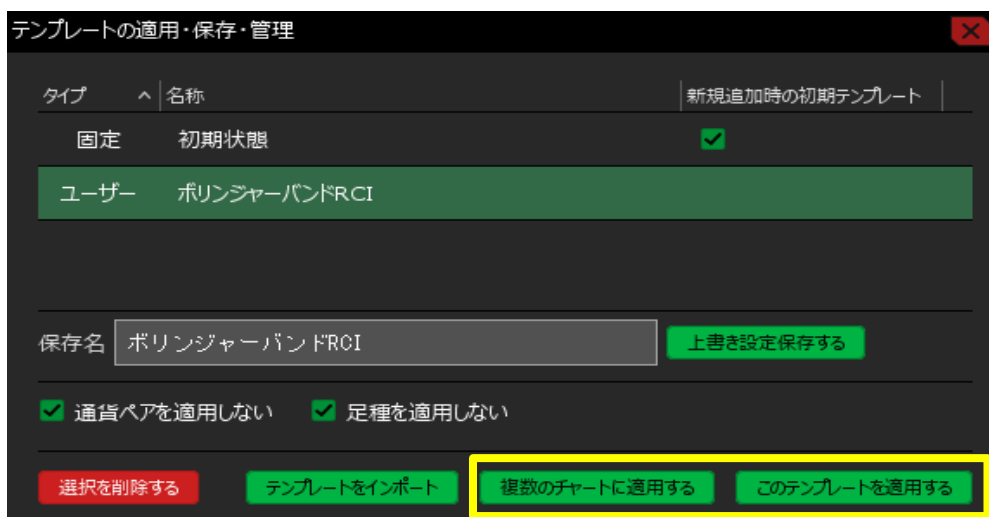 テンプレートの適用・保存・管理
タイプ 名称 新規追加時の初期テンプレート
固定 初期状態
ユーザー ボリンジャーバンドRCI
保存名 ボリンジャーバンドRCI 上書き設定保存する
通貨ペアを適用しない 足種を適用しない
選択を削除する テンプレートをインポート 複数のチャートに適用する このテンプレートを適用する